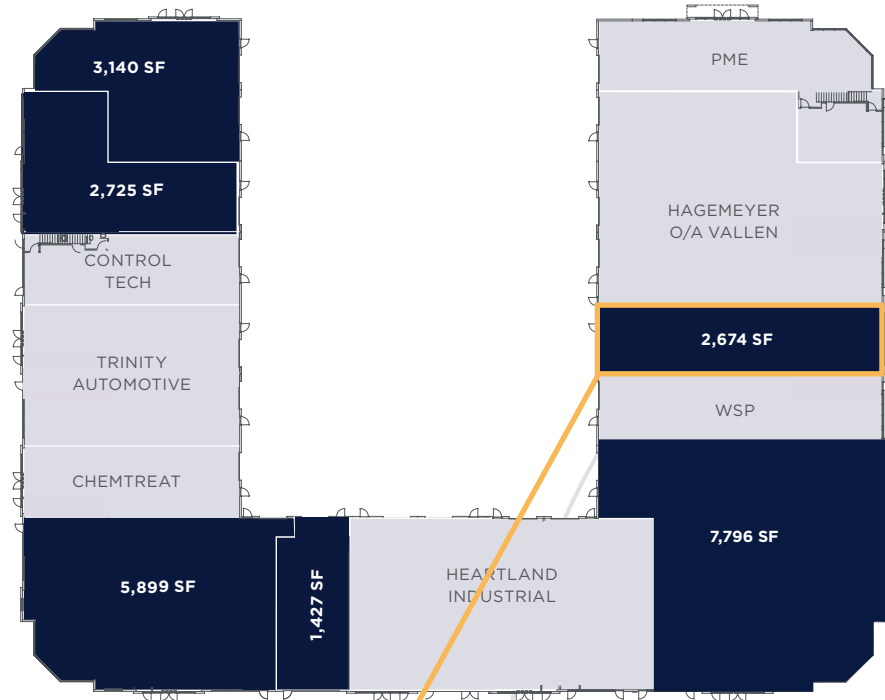 3,140 SF
2,725 SF
CONTROL
TECH
TRINITY
AUTOMOTIVE
CHEMTREAT
5,899 SF
1,427 SF
HEARTLAND
INDUSTRIAL
PME
HAGEMEYER
O/A VALLEN
2,674 SF
WSP
7,796 SF